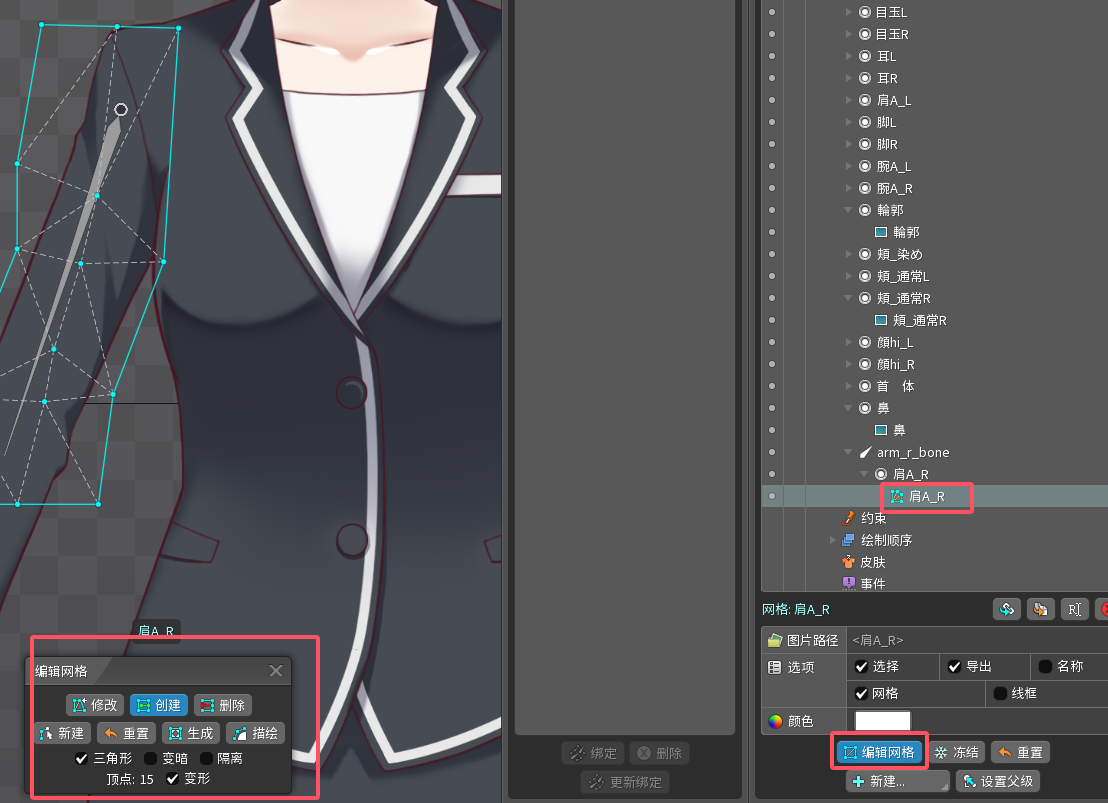 目玉L
目玉R
耳L
耳R
肩A_L
脚L
脚R
腕A_L
腕A_R
輪郭
輪郭
頬_染め
頬_通常L
頬_通常R
頬_通常R
顔hi_L
顔hi_R
首　体
鼻
鼻
arm_r_bone
肩A_R
肩A_R
约束
绘制顺序
皮肤
事件
网格: 肩A_R
图片路径 <肩A_R>
选项 选择 导出 名称
网格 线框
颜色
编辑网格 冻结 重置
新建... 设置父级
绑定 删除
更新绑定
肩A_R
编辑网格
修改 创建 删除
新建 重置 生成 描绘
三角形 变暗 隔离
顶点: 15 变形